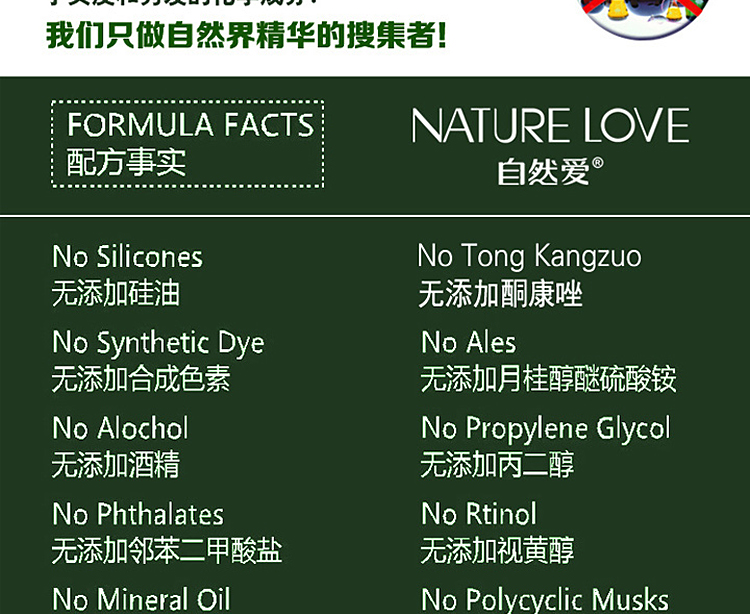 我们只做自然界精华的搜集者!
FORMULA FACTS
配方事实
NATURE LOVE
自然爱®
No Silicones
无添加硅油
No Synthetic Dye
无添加合成色素
No Alochol
无添加酒精
No Phthalates
无添加邻苯二甲酸盐
No Mineral Oil
No Tong Kangzuo
无添加酮康唑
No Ales
无添加月桂醇醚硫酸铵
No Propylene Glycol
无添加丙二醇
No Rtinol
无添加视黄醇
No Polycyclic Musks